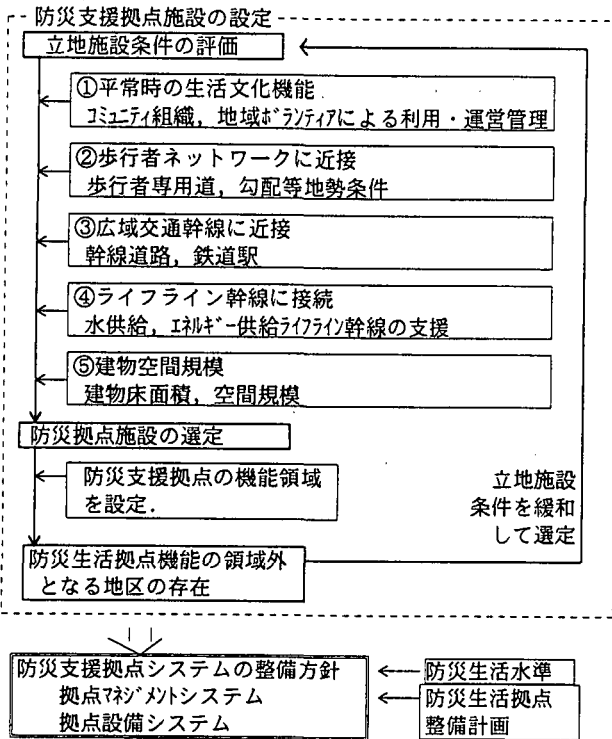 防災支援拠点施設の設定
立地施設条件の評価
①平常時の生活文化機能
コミュニティ組織，地域ボランティアによる利用・運営管理
②歩行者ネットワークに近接
歩行者専用道，勾配等地勢条件
③広域交通幹線に近接
幹線道路，鉄道駅
④ライフライン幹線に接続
水供給，エネルギー供給ライフライン幹線の支援
⑤建物空間規模
建物床面積，空間規模
防災拠点施設の選定
防災支援拠点の機能領域
を設定．
立地施設
条件を緩和
して選定
防災生活拠点機能の領域外
となる地区の存在
防災支援拠点システムの整備方針
拠点マネジメントシステム
拠点設備システム
防災生活水準
防災生活拠点
整備計画